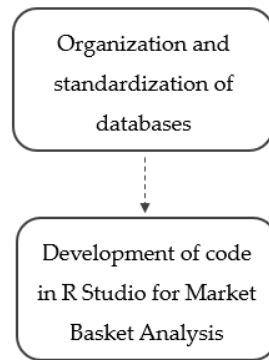 Organization and
standardization of
databases
Development of code
in R Studio for Market
Basket Analysis